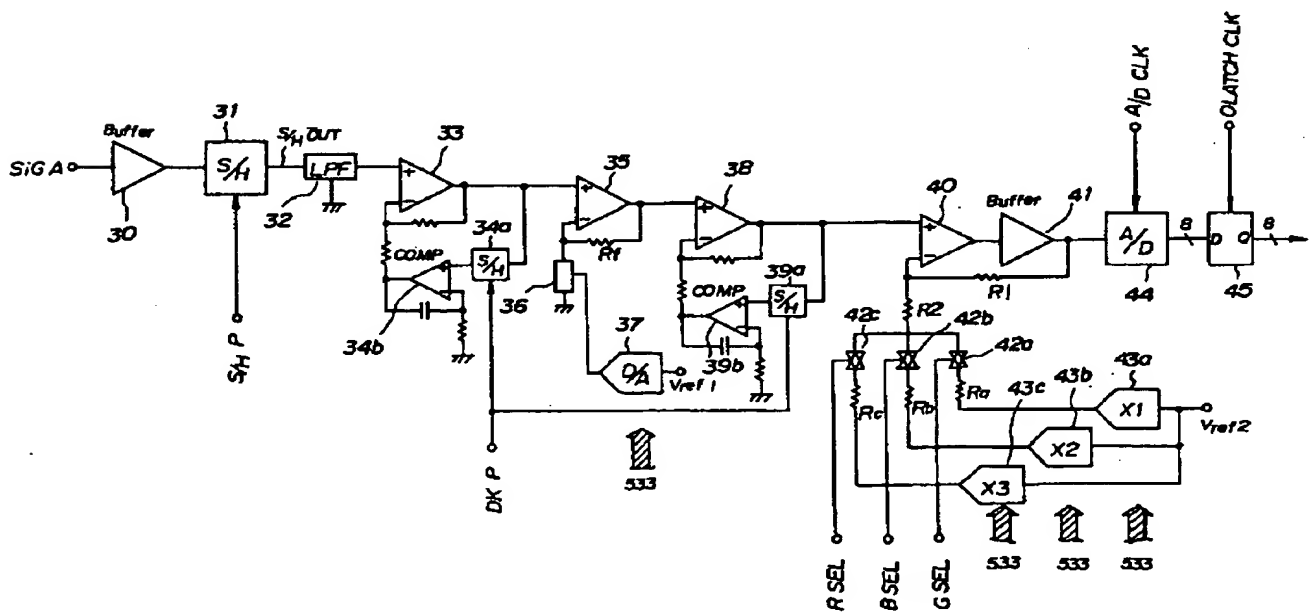 A/D CLK
OLATCH CLK
Buffer
31
S/H OUT
33
35
38
40
Buffer
41
SiG A
S/H
LPF
A/D
8
D
Q
8
30
32
34a
COMP
S/H
Rf
39a
COMP
S/H
R1
44
45
36
R2
42c
42b
42a
34b
37
D/A
Vref 1
39b
43a
43b
43c
Rc
Rb
Ra
X1
X2
X3
Vref 2
S/H P
DK P
533
533
533
533
R SEL
B SEL
G SEL